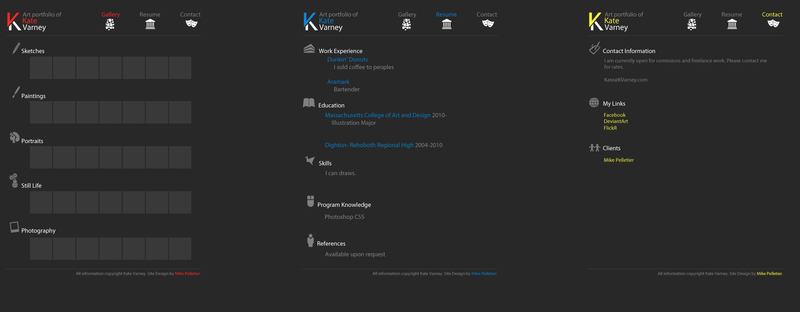 Art portfolio of
Kate
Varney
Gallery
Resume
Contact
Sketches
Paintings
Portraits
Still Life
Photography
All information copyright Kate Varney. Site Design by Mike Pelletier
Art portfolio of
Kate
Varney
Gallery
Resume
Contact
Work Experience
Dunkin' Donuts
I sold coffee to peoples
Aramark
Bartender
Education
Massachusetts College of Art and Design 2010-
Illustration Major
Dighton- Rehoboth Regional High 2004-2010
Skills
I can draws.
Program Knowledge
Photoshop CS5
References
Available upon request
All information copyright Kate Varney. Site Design by Mike Pelletier
Art portfolio of
Kate
Varney
Gallery
Resume
Contact
Contact Information
I am currently open for comissions and freelance work. Please contact me
for rates.
My Links
Facebook
DeviantArt
FlickR
Clients
Mike Pelletier
All information copyright Kate Varney. Site Design by Mike Pelletier